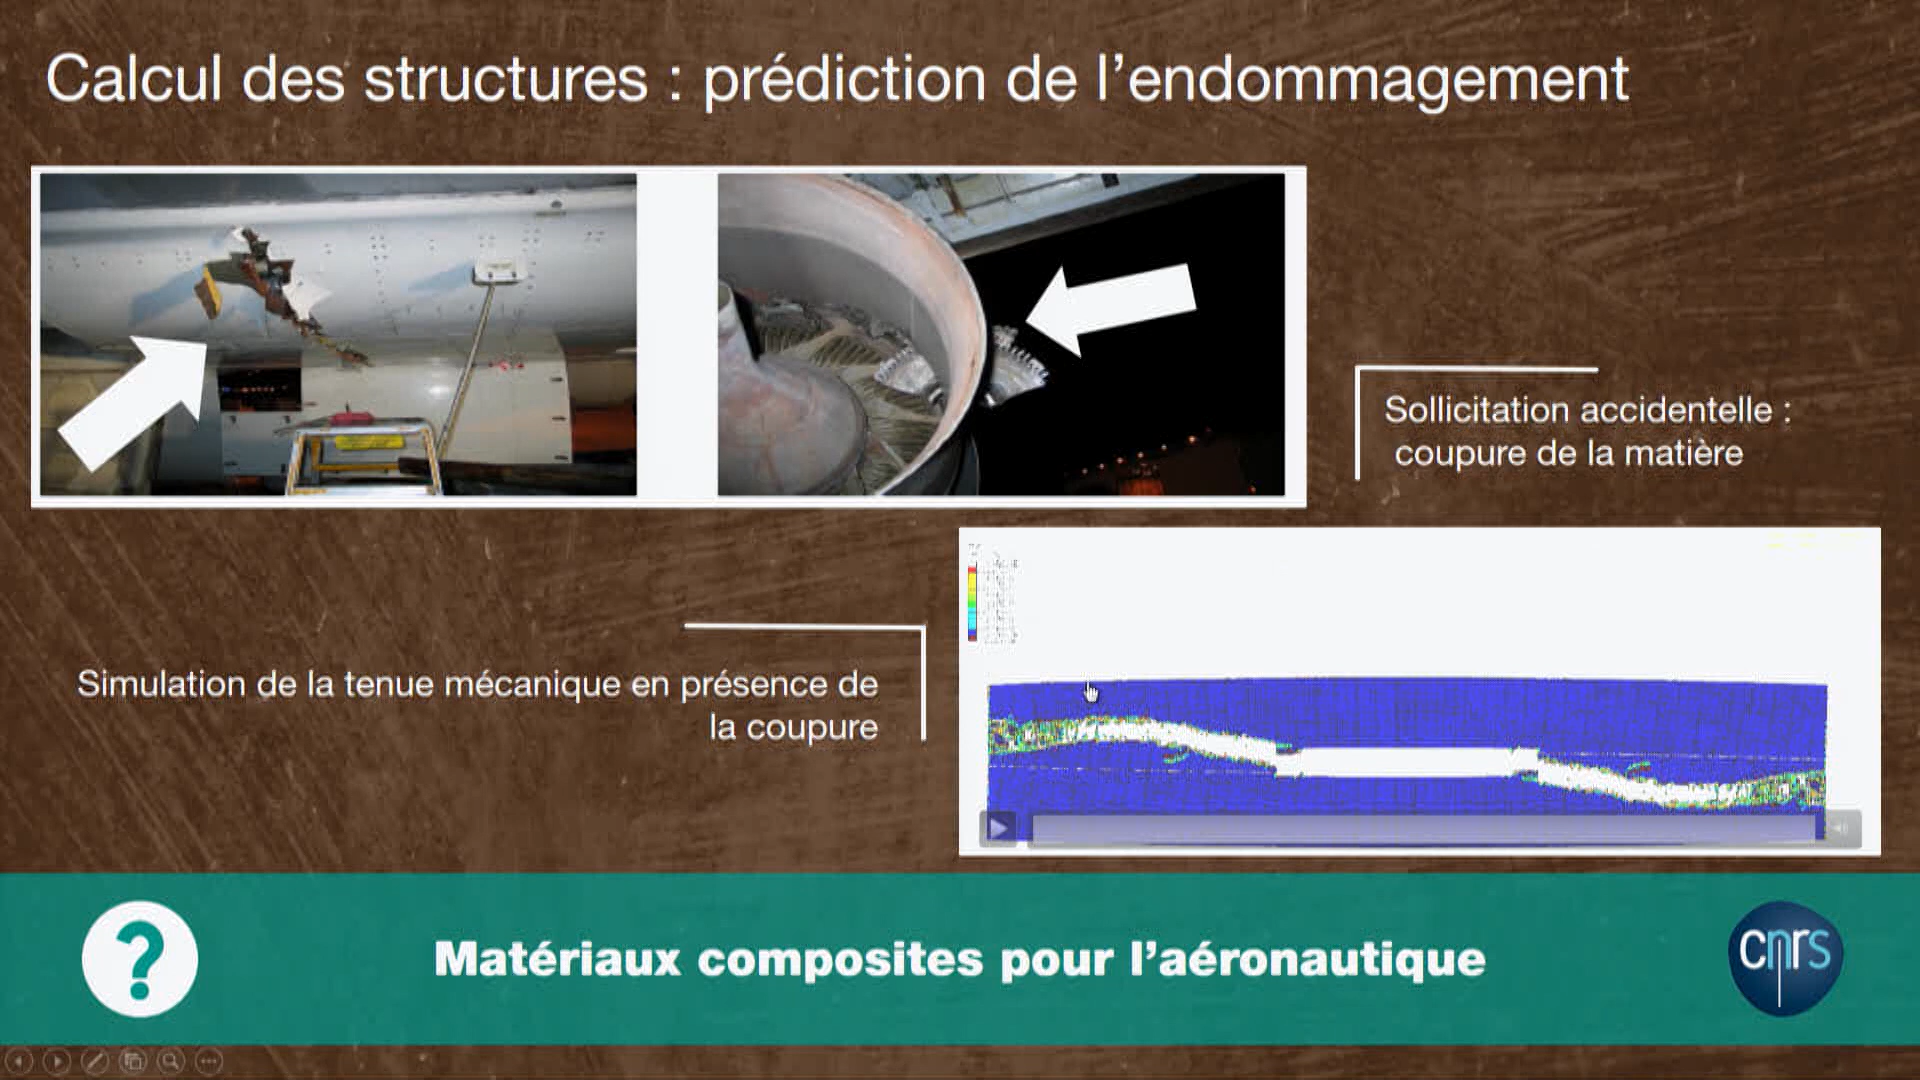 Calcul des structures : prédiction de l'endommagement
Sollicitation accidentelle :
coupure de la matière
Simulation de la tenue mécanique en présence de
la coupure
?
Matériaux composites pour l'aéronautique
cnrs